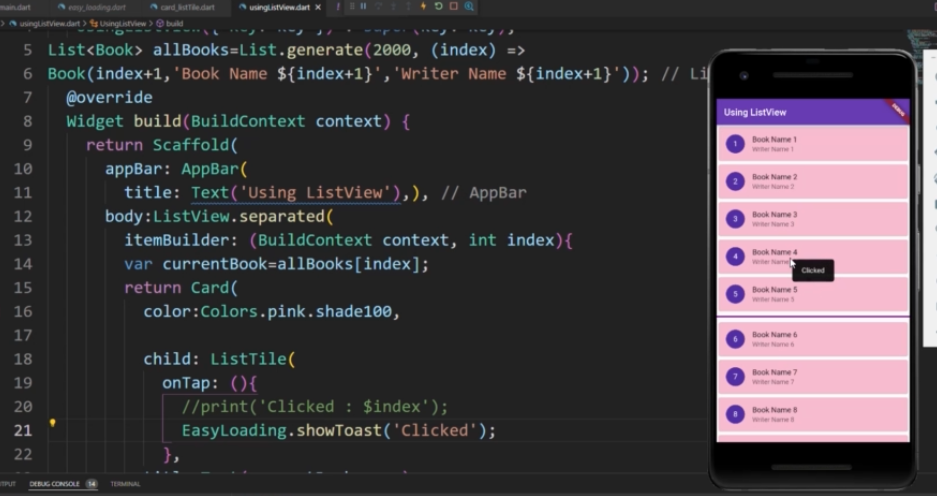 main.dart easy_loading.dart card_listTile.dart usingListView.dart
usingListView.dart > UsingListView > build
5 List<Book> allBooks=List.generate(2000, (index) =>
6 Book(index+1,'Book Name ${index+1}','Writer Name ${index+1}')); // Li
7 @override
8 Widget build(BuildContext context) {
9 return Scaffold(
10 appBar: AppBar(
11 title: Text('Using ListView'),), // AppBar
12 body:ListView.separated(
13 itemBuilder: (BuildContext context, int index){
14 var currentBook=allBooks[index];
15 return Card(
16 color:Colors.pink.shade100,
17
18 child: ListTile(
19 onTap: (){
20 //print('Clicked : $index');
21 EasyLoading.showToast('Clicked');
22 },
DEBUG CONSOLE 14 TERMINAL
Using ListView
1 Book Name 1
Writer Name 1
2 Book Name 2
Writer Name 2
3 Book Name 3
Writer Name 3
4 Book Name 4
Writer Name
Clicked
5 Book Name 5
Writer Name 5
6 Book Name 6
Writer Name 6
7 Book Name 7
Writer Name 7
8 Book Name 8
Writer Name 8